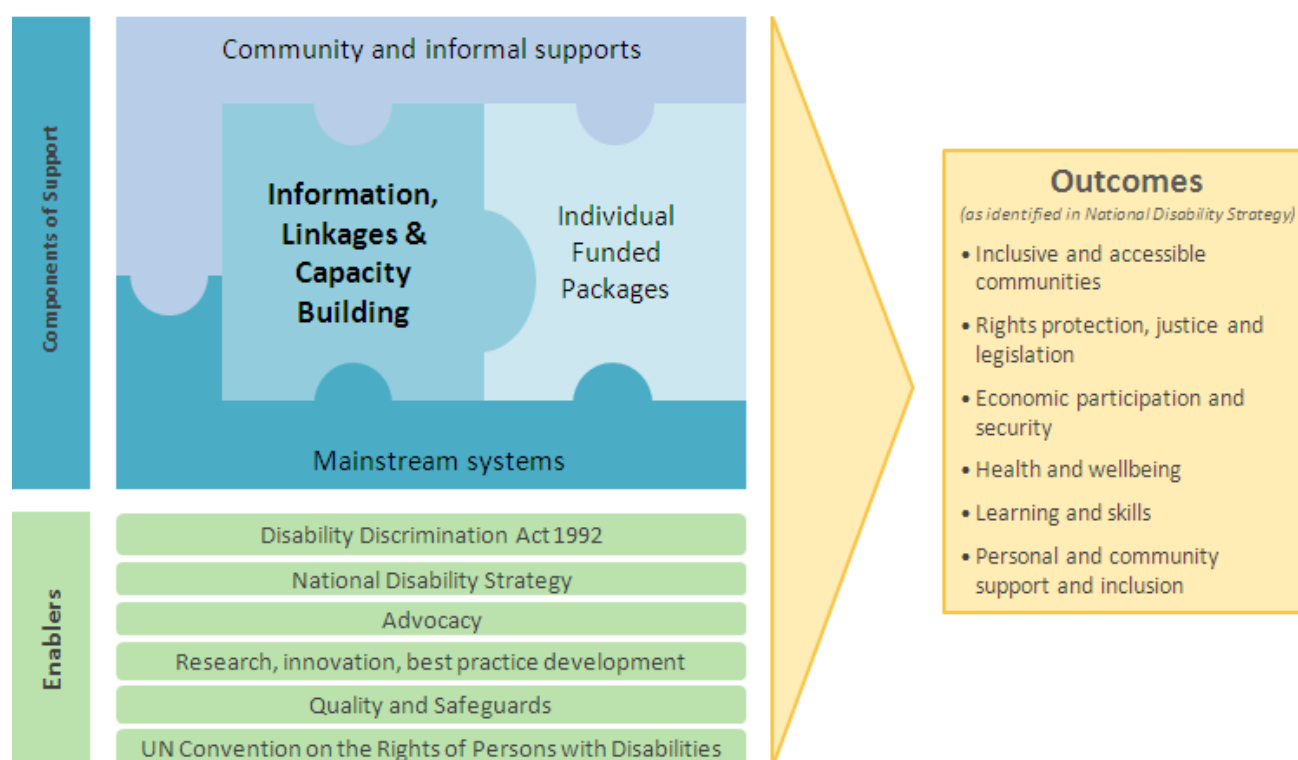 Components of Support
Community and informal supports
Information,
Linkages &
Capacity
Building
Individual
Funded
Packages
Mainstream systems
Enablers
Disability Discrimination Act 1992
National Disability Strategy
Advocacy
Research, innovation, best practice development
Quality and Safeguards
UN Convention on the Rights of Persons with Disabilities
Outcomes
(as identified in National Disability Strategy)
• Inclusive and accessible
communities
• Rights protection, justice and
legislation
• Economic participation and
security
• Health and wellbeing
• Learning and skills
• Personal and community
support and inclusion